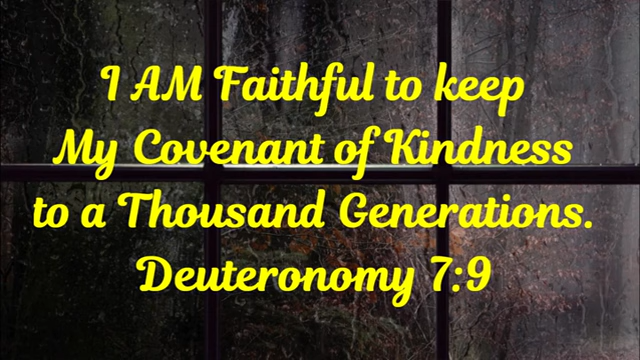 I AM Faithful to keep
My Covenant of Kindness
to a Thousand Generations.
Deuteronomy 7:9